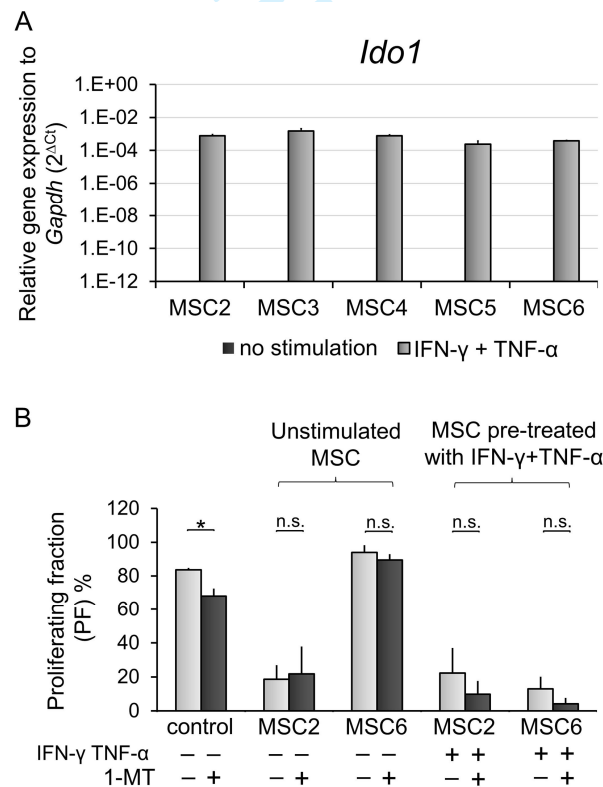 A
Ido1
Relative gene expression to
Gapdh (2^ΔCt)
1.E+00
1.E-02
1.E-04
1.E-06
1.E-08
1.E-10
1.E-12
MSC2 MSC3 MSC4 MSC5 MSC6
no stimulation IFN-γ + TNF-α
B
Unstimulated
MSC
MSC pre-treated
with IFN-γ+TNF-α
Proliferating fraction
(PF) %
120
100
80
60
40
20
0
* n.s. n.s. n.s. n.s.
control MSC2 MSC6 MSC2 MSC6
IFN-γ TNF-α – – – – – – + + + +
1-MT – + – + – + – + – +